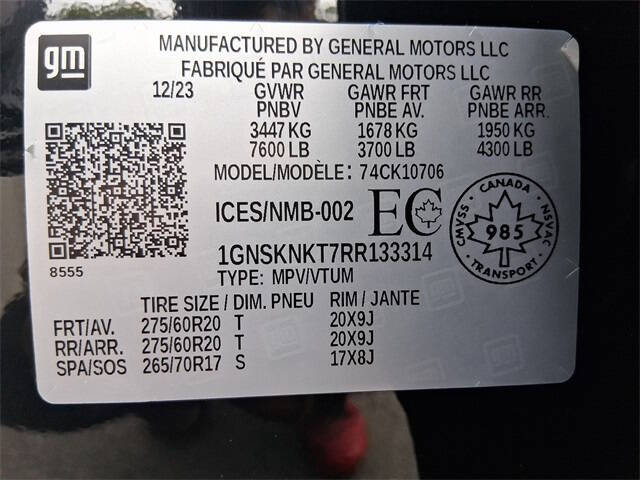 gm
MANUFACTURED BY GENERAL MOTORS LLC
FABRIQUÉ PAR GENERAL MOTORS LLC
12/23 GVWR GAWR FRT GAWR RR
PNBV PNBE AV. PNBE ARR.
3447 KG 1678 KG 1950 KG
7600 LB 3700 LB 4300 LB
MODEL/MODÈLE: 74CK10706
ICES/NMB-002 EC
CANADA
CMVSS 985 NSVAC
TRANSPORT
1GNSKNKT7RR133314
8555
TYPE: MPV/VTUM
TIRE SIZE / DIM. PNEU RIM / JANTE
FRT/AV. 275/60R20 T 20X9J
RR/ARR. 275/60R20 T 20X9J
SPA/SOS 265/70R17 S 17X8J